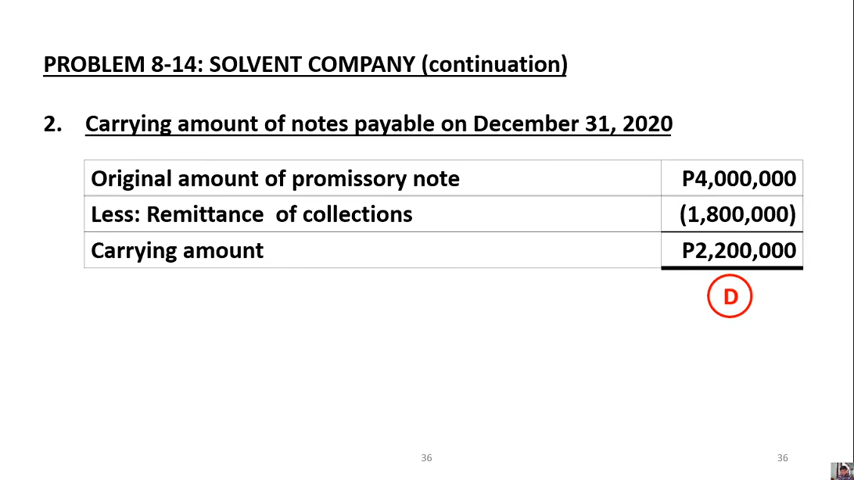 PROBLEM 8-14: SOLVENT COMPANY (continuation)
2. Carrying amount of notes payable on December 31, 2020
Original amount of promissory note P4,000,000
Less: Remittance of collections (1,800,000)
Carrying amount P2,200,000
D
36 36